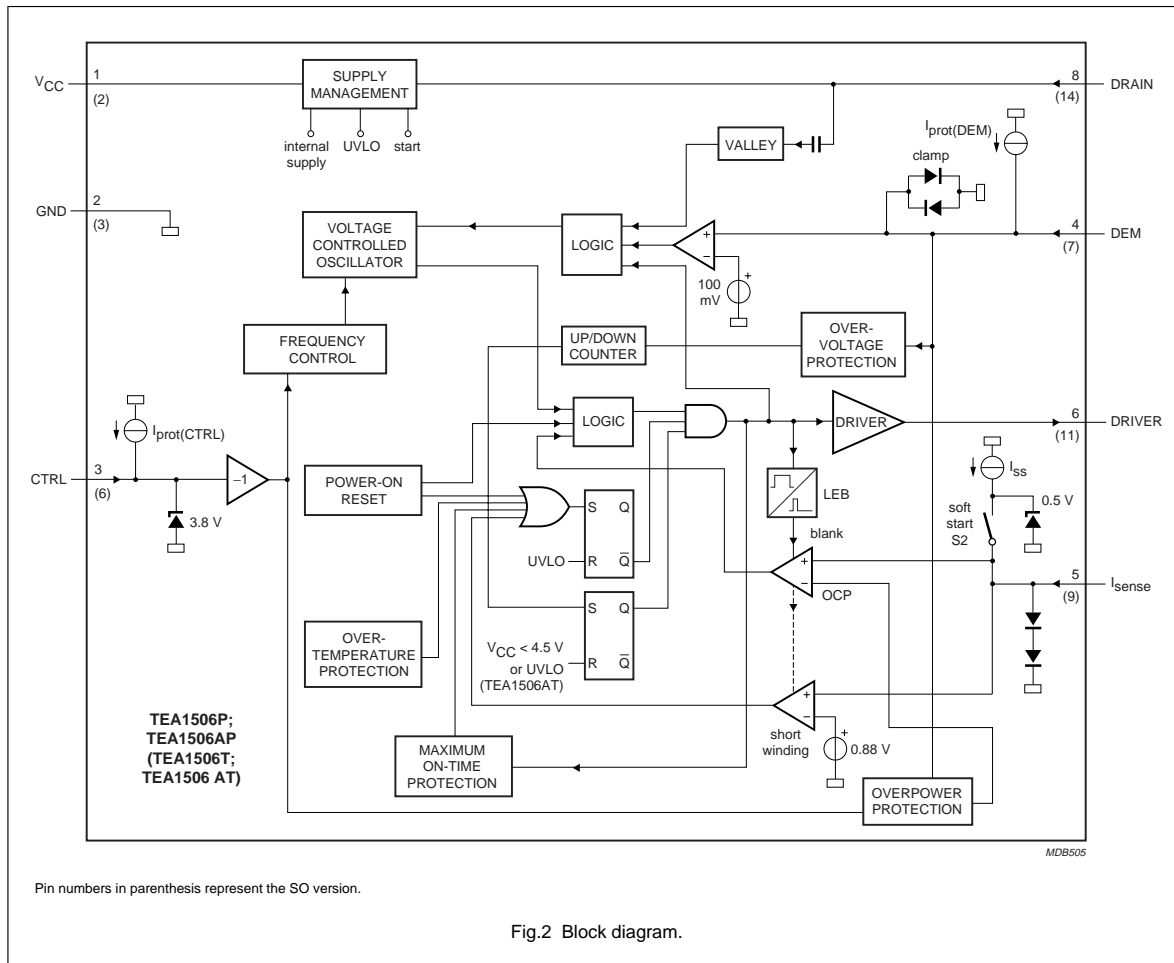 1
8
V_CC
(2)
SUPPLY
MANAGEMENT
(14)
DRAIN
internal
supply
UVLO
start
VALLEY
I_prot(DEM)
clamp
2
GND
(3)
VOLTAGE
CONTROLLED
OSCILLATOR
LOGIC
+
−
4
DEM
(7)
100
mV
+
FREQUENCY
CONTROL
UP/DOWN
COUNTER
OVER-
VOLTAGE
PROTECTION
I_prot(CTRL)
LOGIC
DRIVER
6
DRIVER
(11)
3
CTRL
(6)
−1
3.8 V
POWER-ON
RESET
LEB
I_ss
0.5 V
soft
start
S2
S
Q
UVLO
R
Q̅
blank
+
−
OCP
5
I_sense
(9)
S
Q
V_CC < 4.5 V
or UVLO
(TEA1506AT)
R
Q̅
OVER-
TEMPERATURE
PROTECTION
+
−
short
winding
+
0.88 V
TEA1506P;
TEA1506AP
(TEA1506T;
TEA1506 AT)
MAXIMUM
ON-TIME
PROTECTION
OVERPOWER
PROTECTION
MDB505
Pin numbers in parenthesis represent the SO version.
Fig.2 Block diagram.